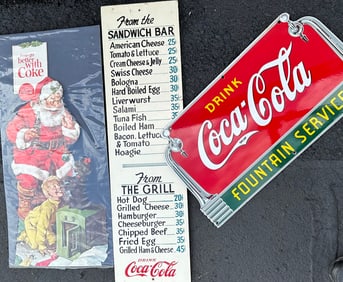 Things go
better
with
Coke
From the
SANDWICH BAR
American Cheese 25¢
Tomato & Lettuce 25¢
Cream Cheese & Jelly 25¢
Swiss Cheese 30
Bologna 30
Hard Boiled Egg 30
Liverwurst 35
Salami 35
Tuna Fish
Boiled Ham
Bacon, Lettuce
& Tomato
Hoagie
From
THE GRILL
Hot Dog 20¢
Grilled Cheese 30¢
Hamburger 30¢
Cheeseburger 35¢
Chipped Beef 35¢
Fried Egg 35¢
Grilled Ham & Cheese 45¢
DRINK
Coca-Cola
DRINK
Coca-Cola
FOUNTAIN SERVICE